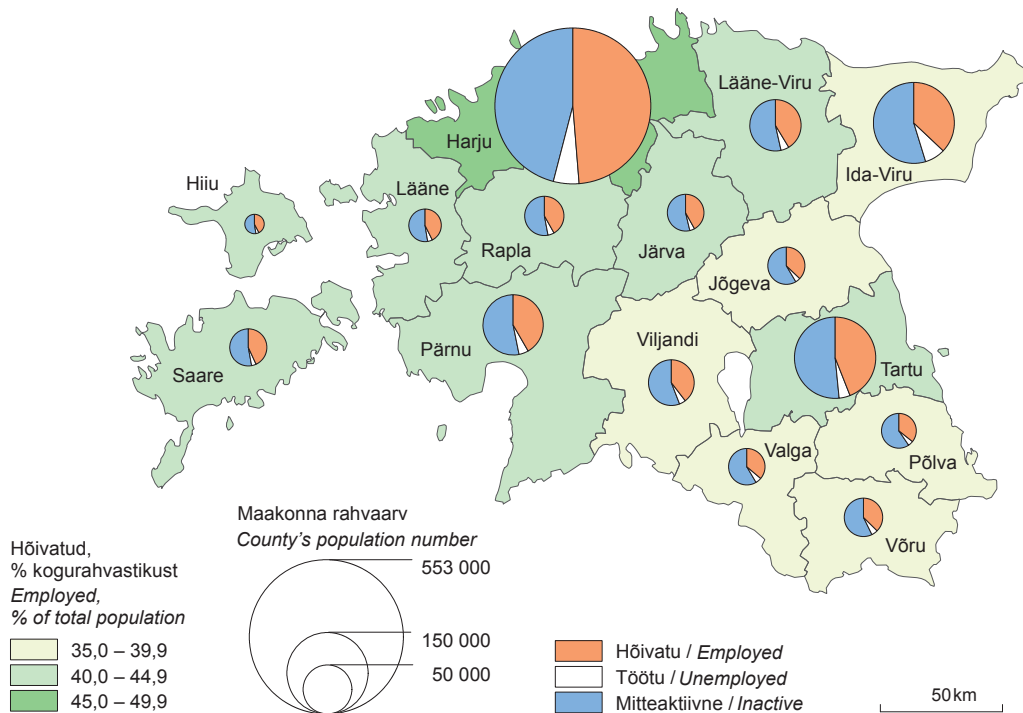 Lääne-Viru
Harju
Ida-Viru
Hiiu
Lääne
Rapla
Järva
Jõgeva
Viljandi
Pärnu
Saare
Tartu
Valga
Põlva
Võru
Hõivatud,
% kogurahvastikust
Employed,
% of total population
35,0 – 39,9
40,0 – 44,9
45,0 – 49,9
Maakonna rahvaarv
County's population number
553 000
150 000
50 000
Hõivatu / Employed
Töötu / Unemployed
Mitteaktiivne / Inactive
50 km